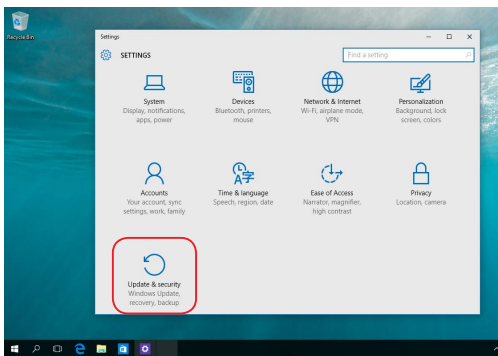 Recycle Bin
Settings
SETTINGS
Find a setting
System
Display, notifications,
apps, power
Devices
Bluetooth, printers,
mouse
Network & Internet
Wi-Fi, airplane mode,
VPN
Personalization
Background, lock
screen, colors
Accounts
Your account, sync
settings, work, family
A字
Time & language
Speech, region, date
Ease of Access
Narrator, magnifier,
high contrast
Privacy
Location, camera
Update & security
Windows Update,
recovery, backup